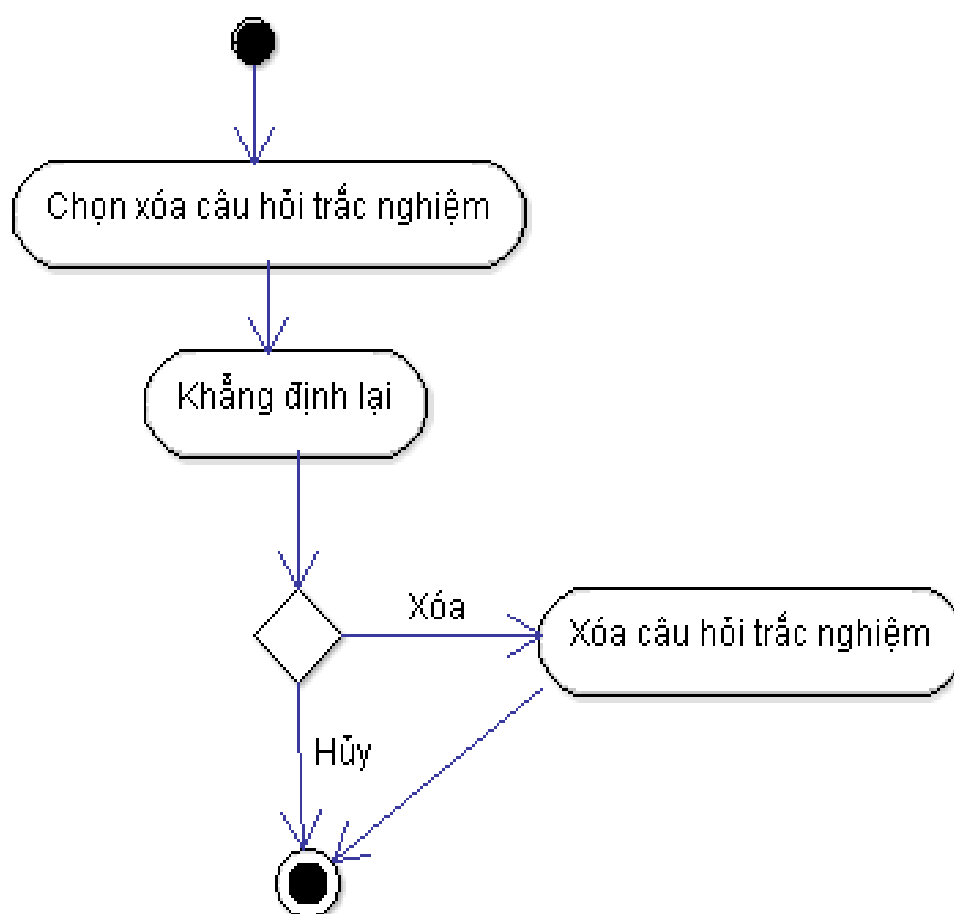 Chọn xóa câu hỏi trắc nghiệm
Khẳng định lại
Xóa
Xóa câu hỏi trắc nghiệm
Hủy